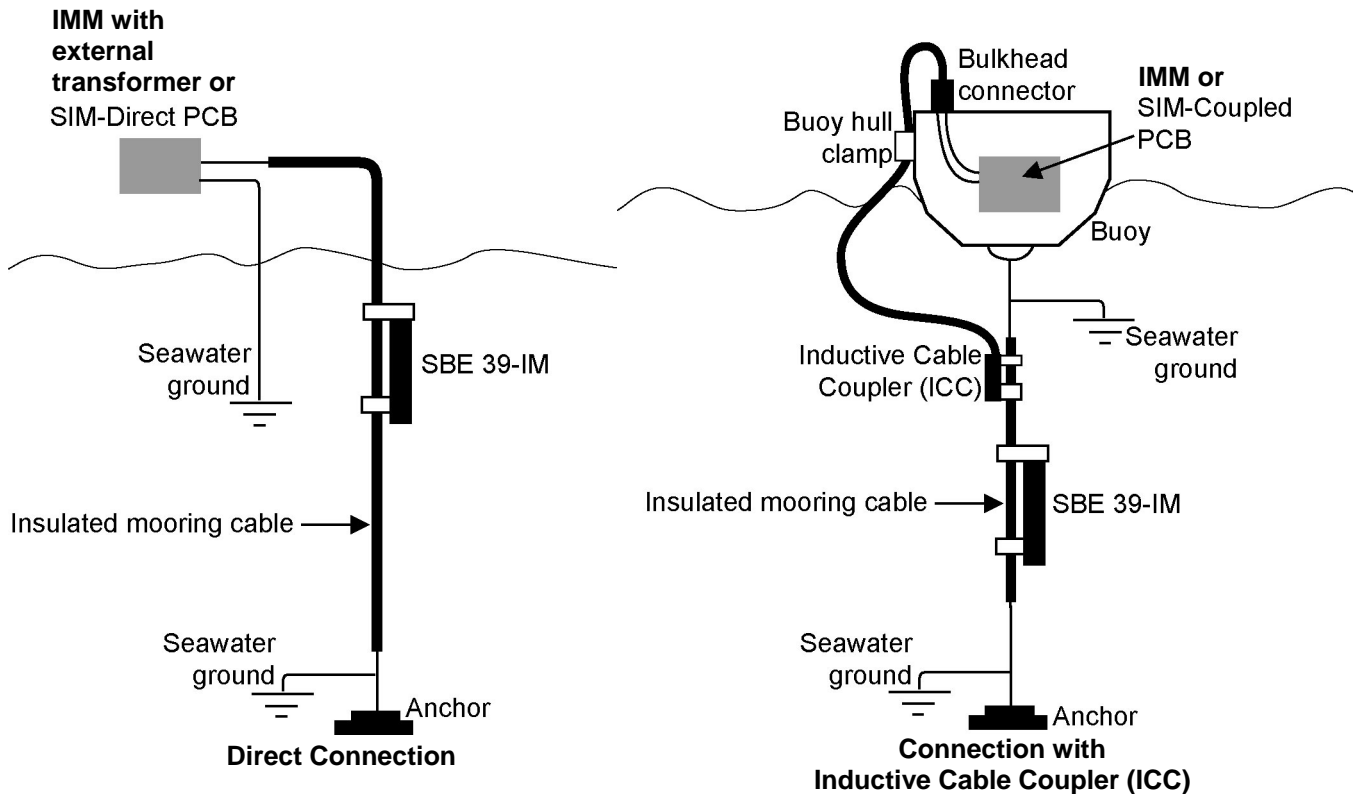 IMM with
external
transformer or
SIM-Direct PCB
Seawater
ground
SBE 39-IM
Insulated mooring cable
Seawater
ground
Anchor
Direct Connection
Bulkhead
connector
IMM or
SIM-Coupled
PCB
Buoy hull
clamp
Buoy
Seawater
ground
Inductive Cable
Coupler (ICC)
Insulated mooring cable
SBE 39-IM
Seawater
ground
Anchor
Connection with
Inductive Cable Coupler (ICC)